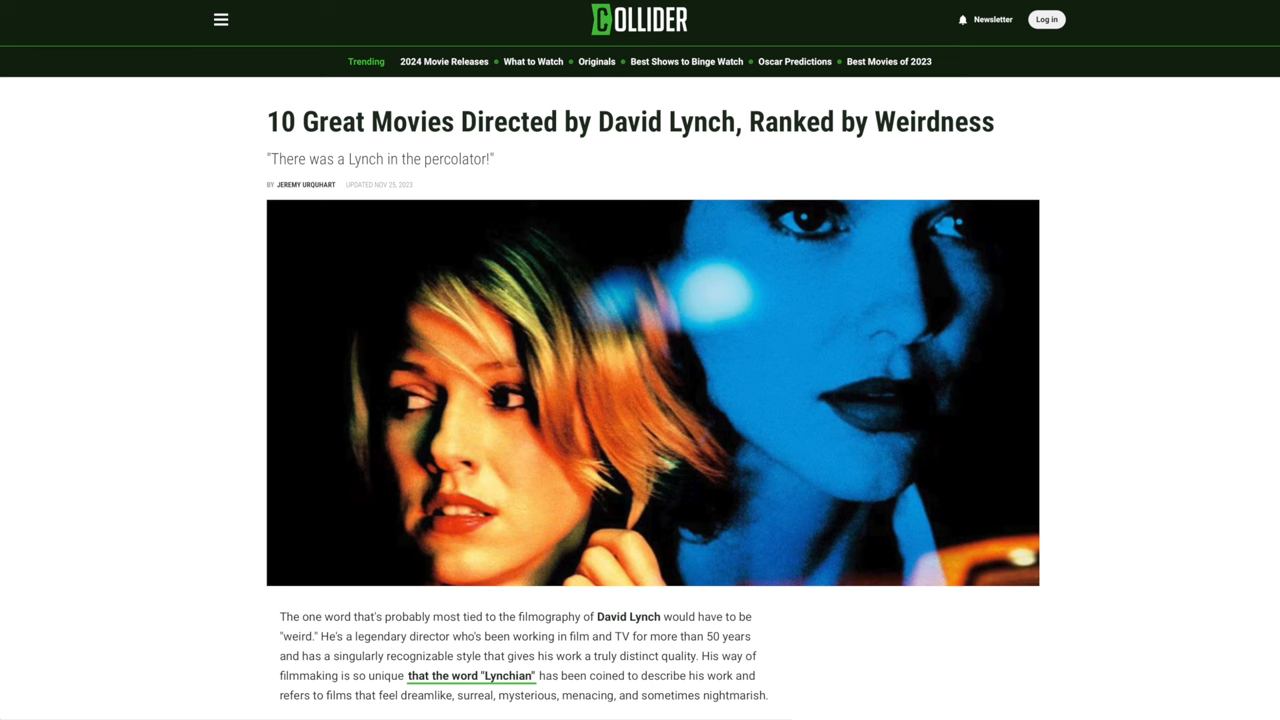 COLLIDER
Newsletter
Log in
Trending 2024 Movie Releases • What to Watch • Originals • Best Shows to Binge Watch • Oscar Predictions • Best Movies of 2023
10 Great Movies Directed by David Lynch, Ranked by Weirdness
"There was a Lynch in the percolator!"
BY JEREMY URQUHART UPDATED NOV 25, 2023
The one word that's probably most tied to the filmography of David Lynch would have to be
"weird." He's a legendary director who's been working in film and TV for more than 50 years
and has a singularly recognizable style that gives his work a truly distinct quality. His way of
filmmaking is so unique that the word "Lynchian" has been coined to describe his work and
refers to films that feel dreamlike, surreal, mysterious, menacing, and sometimes nightmarish.